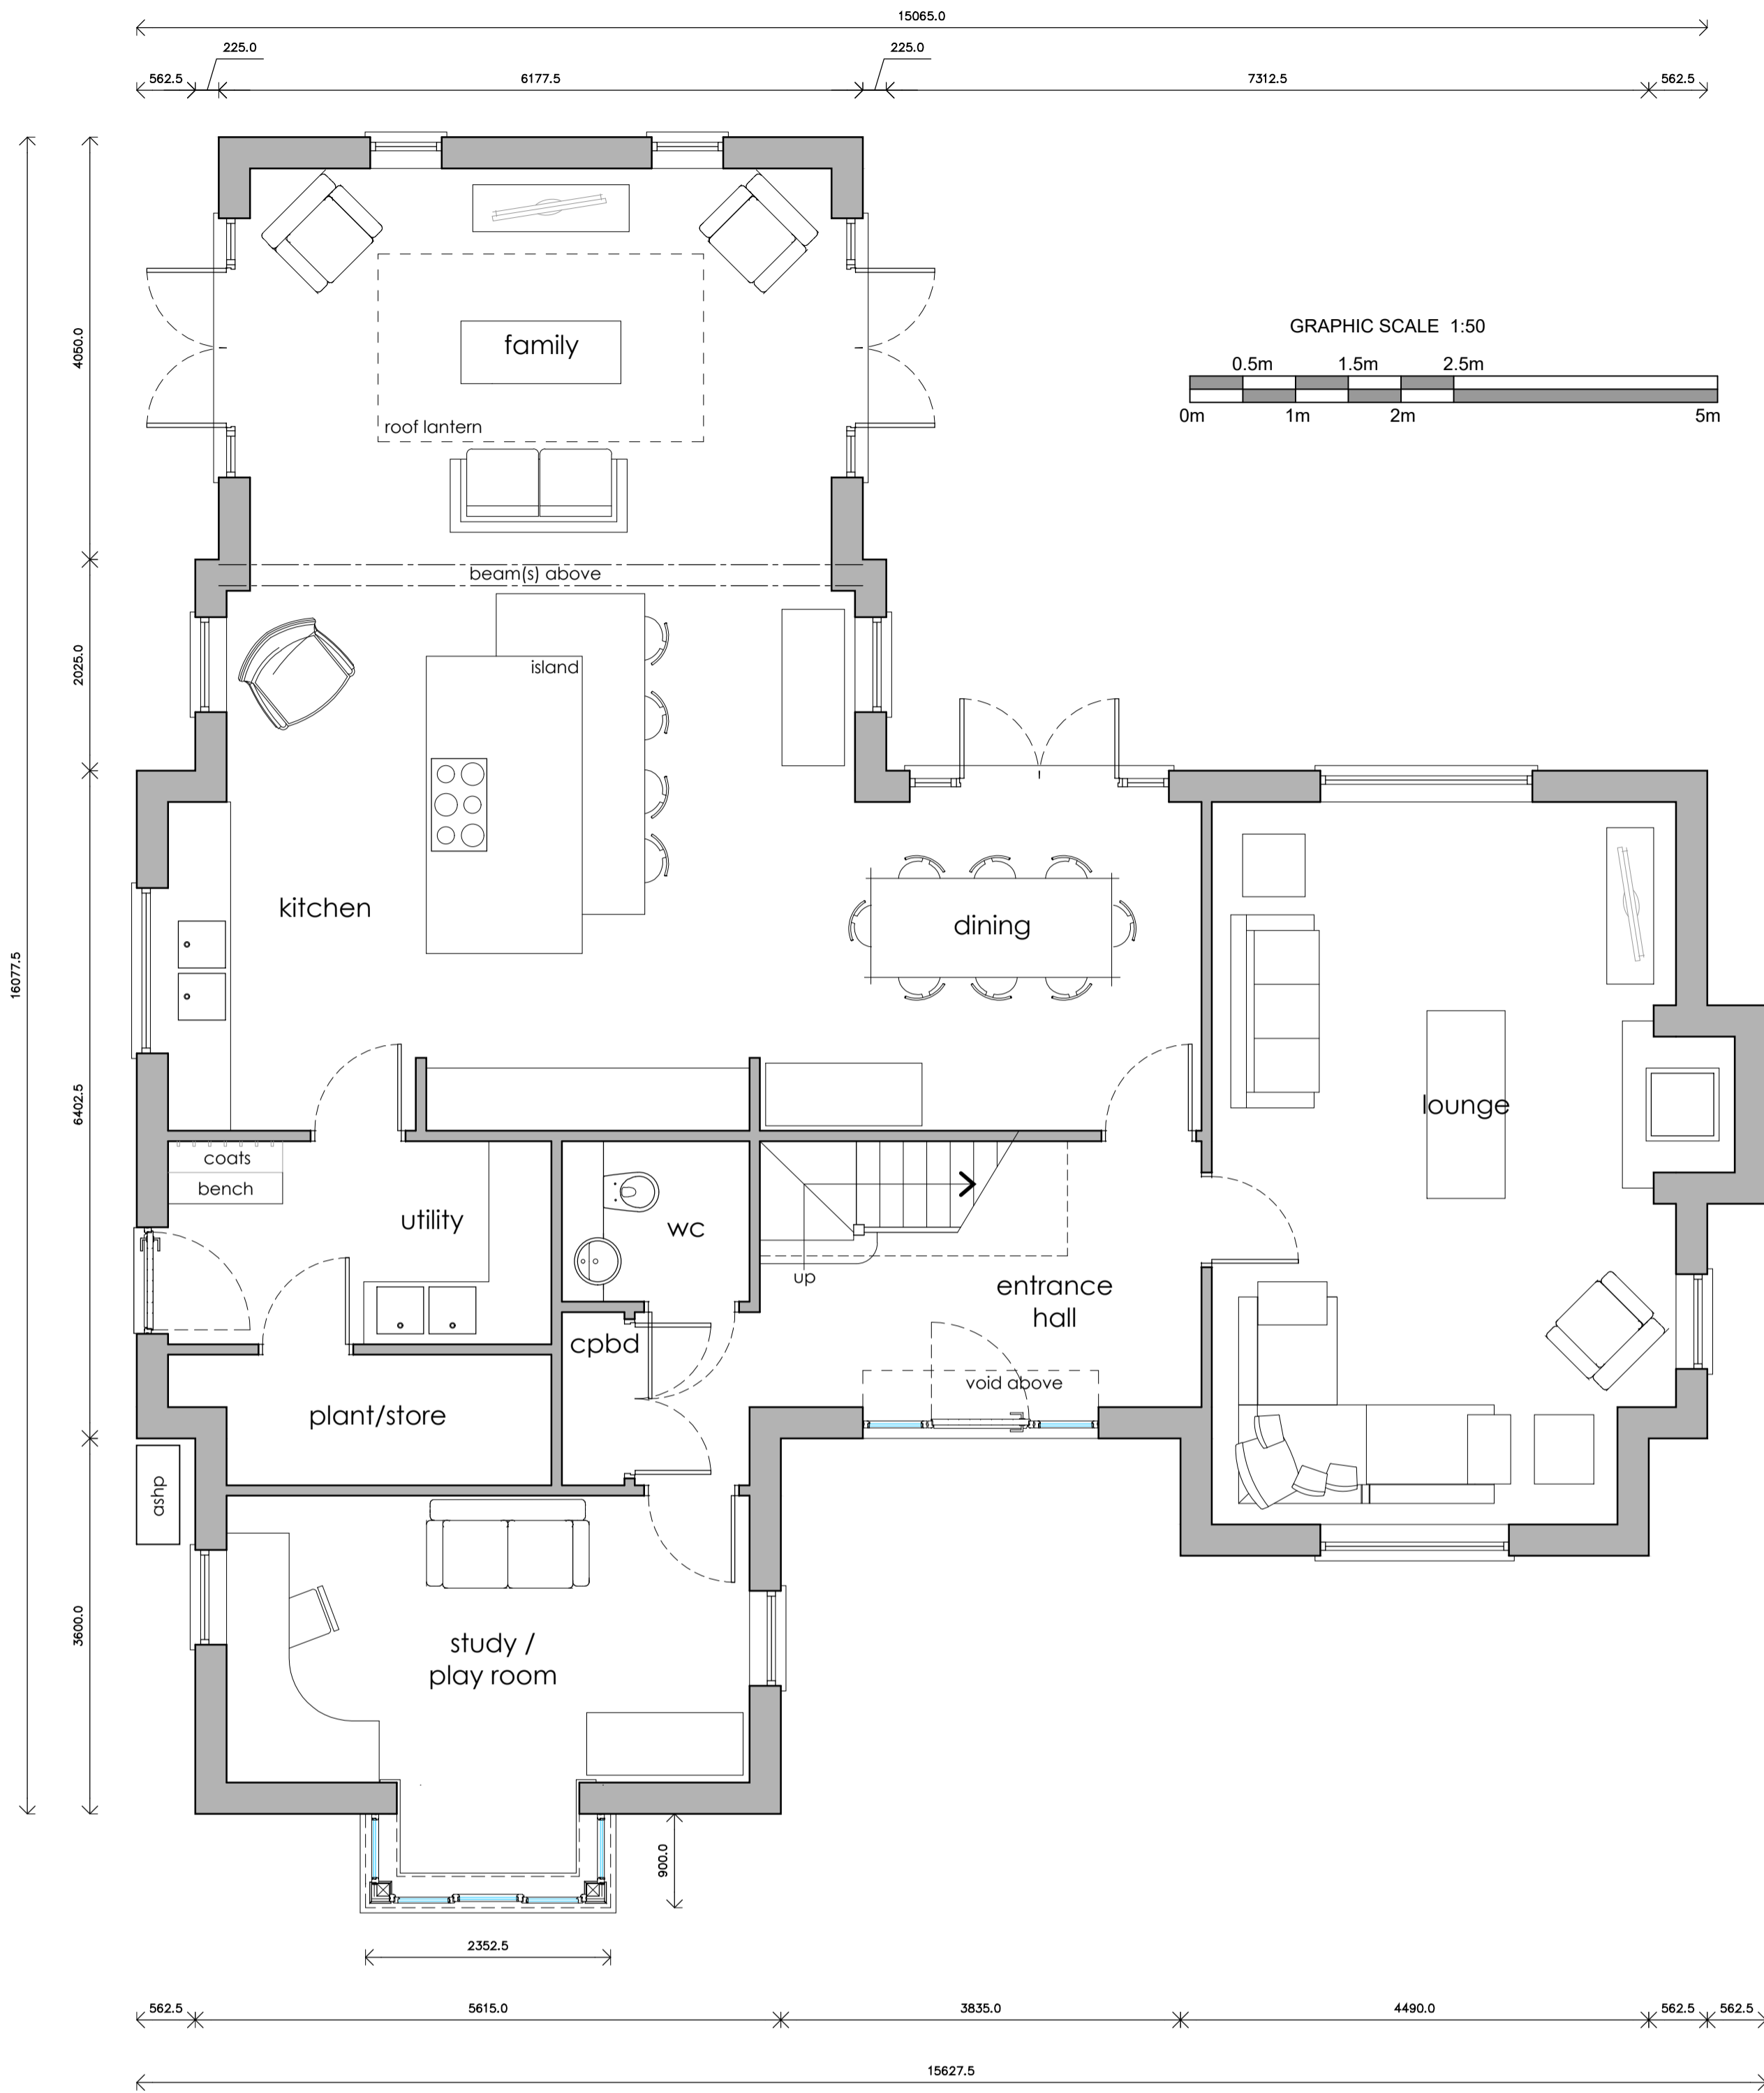 15065.0
225.0
225.0
562.5
6177.5
7312.5
562.5
family
roof lantern
GRAPHIC SCALE 1:50
0.5m
1.5m
2.5m
0m
1m
2m
5m
4050.0
beam(s) above
island
2025.0
kitchen
dining
16077.5
6402.5
lounge
coats
bench
utility
wc
up
entrance
hall
cpbd
void above
plant/store
ashp
study /
play room
3600.0
900.0
2352.5
562.5
5615.0
3835.0
4490.0
562.5
562.5
15627.5